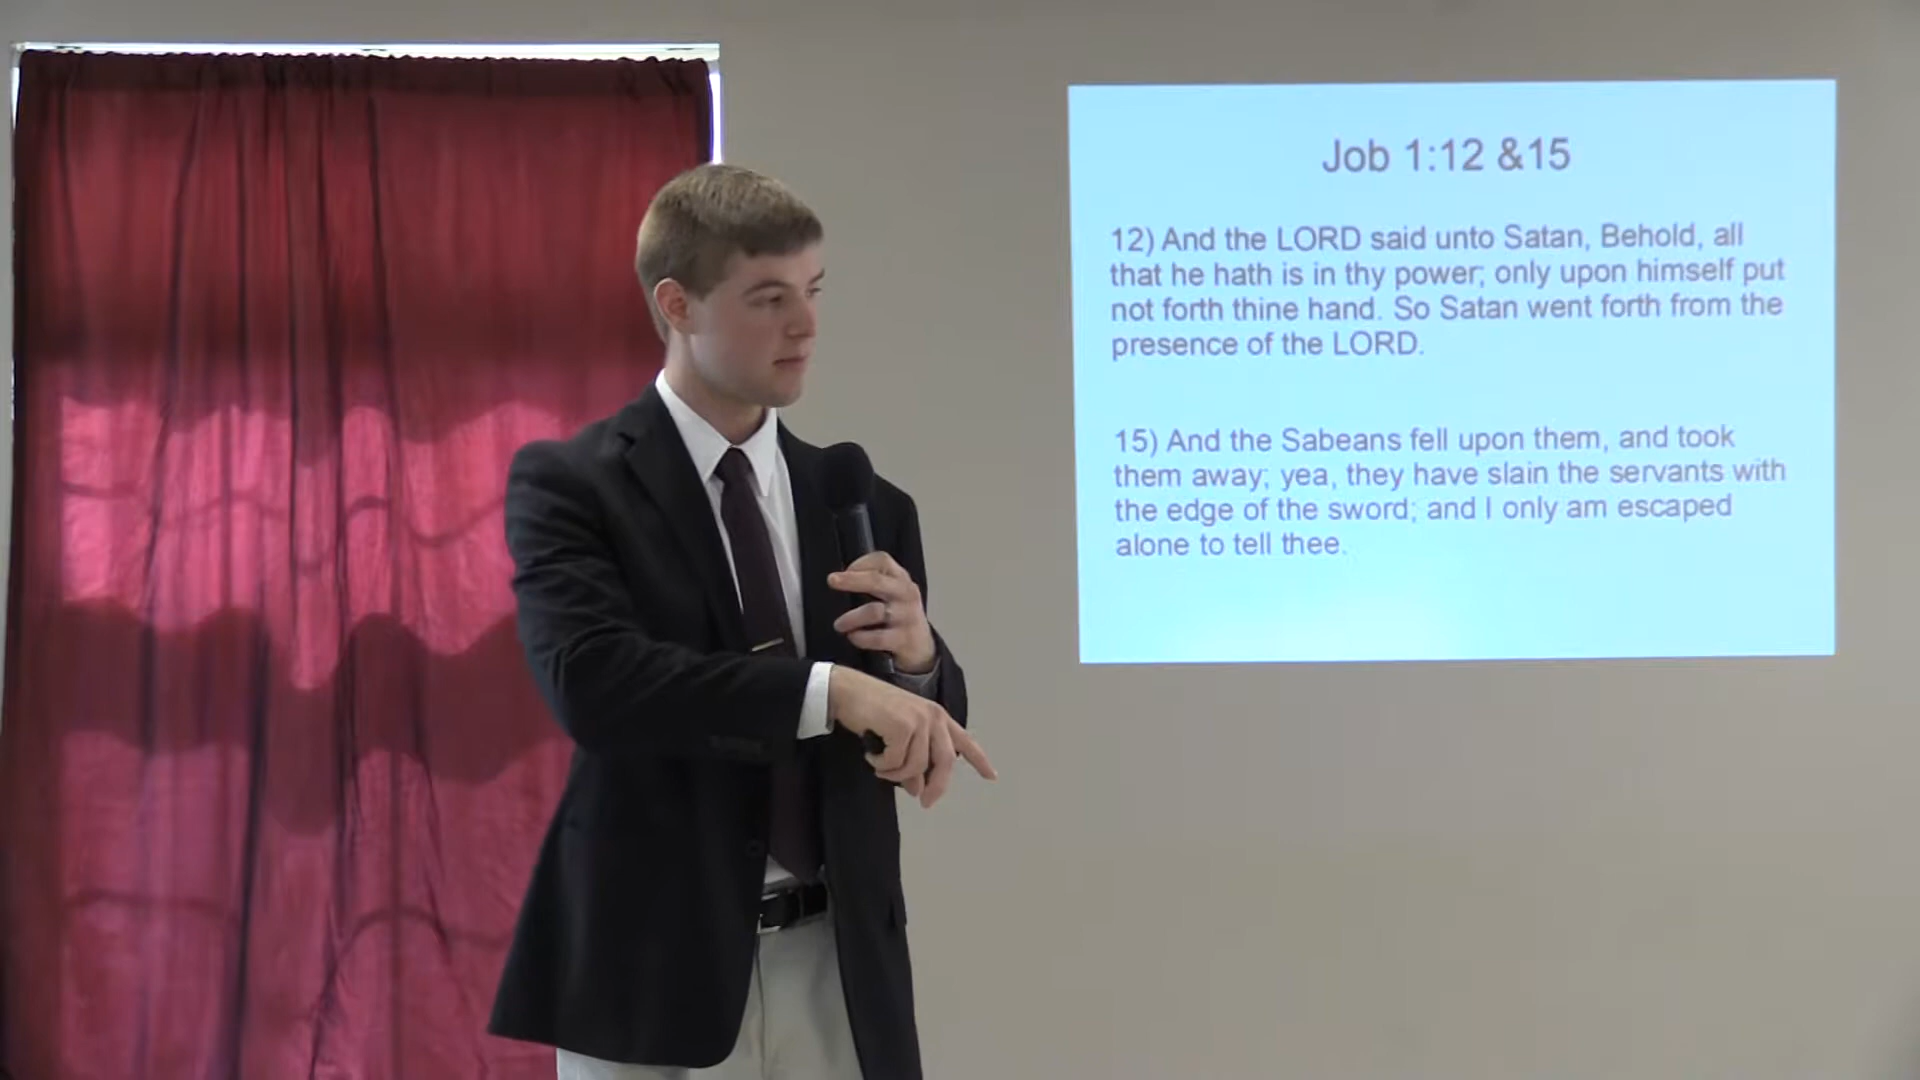 Job 1:12 &15
12) And the LORD said unto Satan, Behold, all
that he hath is in thy power; only upon himself put
not forth thine hand. So Satan went forth from the
presence of the LORD.
15) And the Sabeans fell upon them, and took
them away; yea, they have slain the servants with
the edge of the sword; and I only am escaped
alone to tell thee.